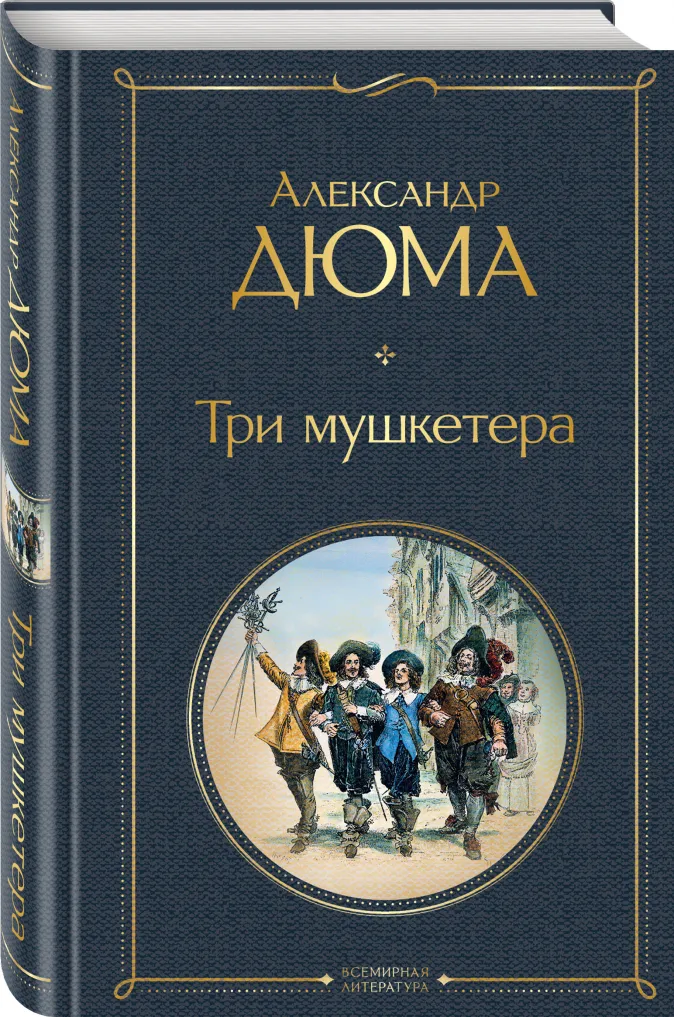 Александр
ДЮМА
Три мушкетера
ВСЕМИРНАЯ
ЛИТЕРАТУРА
Александр ДЮМА
Три мушкетера